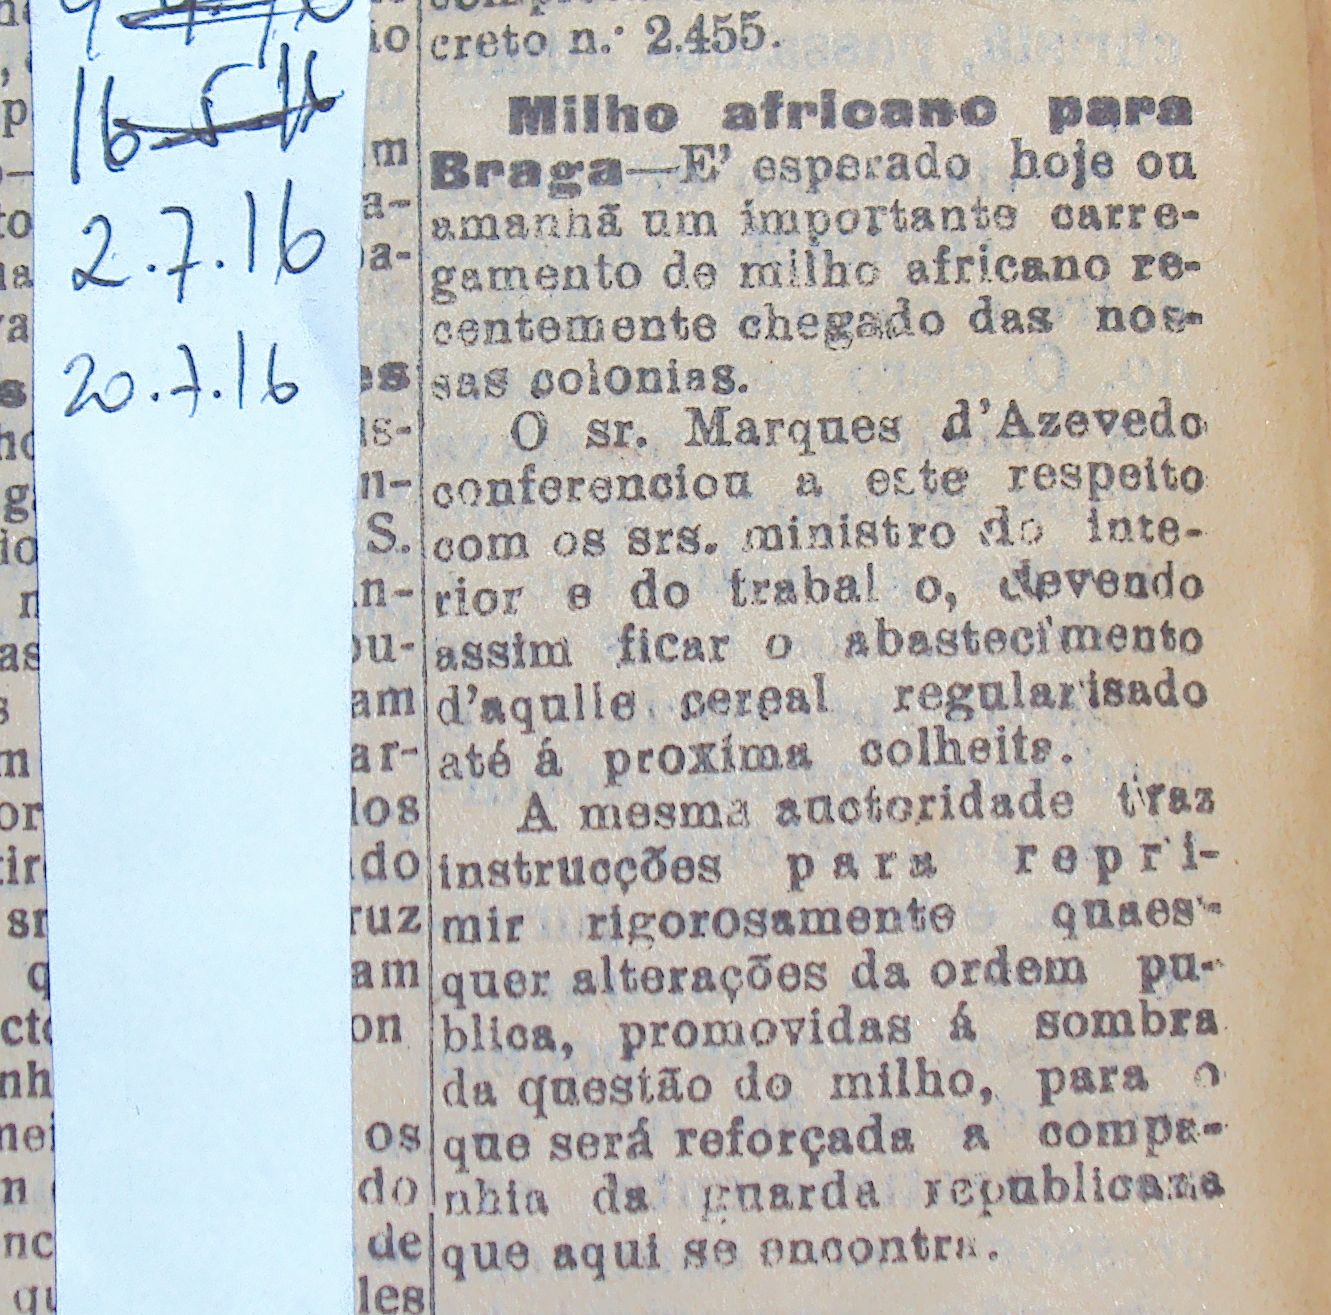 16-5-16
2.7.16
20.7.16
creto n.· 2.455.
Milho africano para
Braga—E' esperado hoje ou
amanhã um importante carre-
gamento de milho africano re-
centemente chegado das nos-
sas colonias.
O sr. Marques d'Azevedo
conferenciou a este respeito
com os srs. ministro do inte-
rior e do trabal o, devendo
assim ficar o abastecimento
d'aqulle cereal regularisado
até á proxima colheita.
A mesma auctoridade traz
instrucções para repri-
mir rigorosamente quaes-
quer alterações da ordem pu-
blica, promovidas á sombra
da questão do milho, para o
que será reforçada a compa-
nhia da guarda republicana
que aqui se encontra.